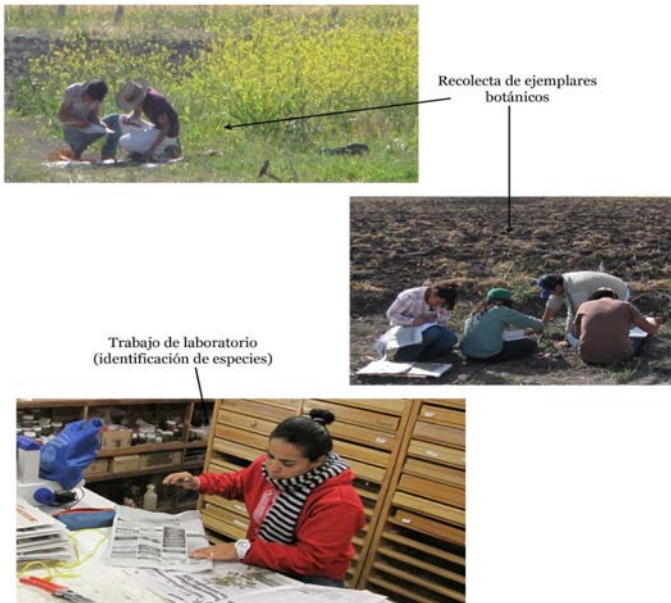 Recolecta de ejemplares
botánicos
Trabajo de laboratorio
(identificación de especies)